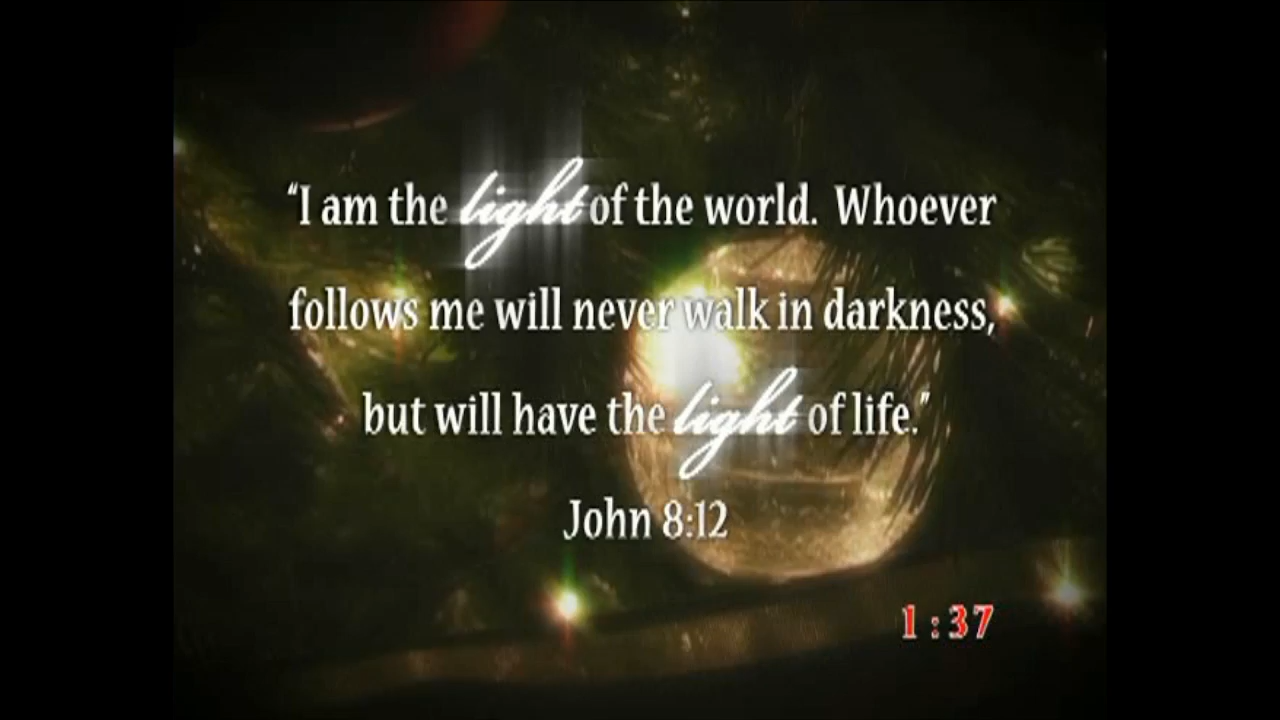 “I am the light of the world.  Whoever
follows me will never walk in darkness,
but will have the light of life.”
John 8:12
1:37